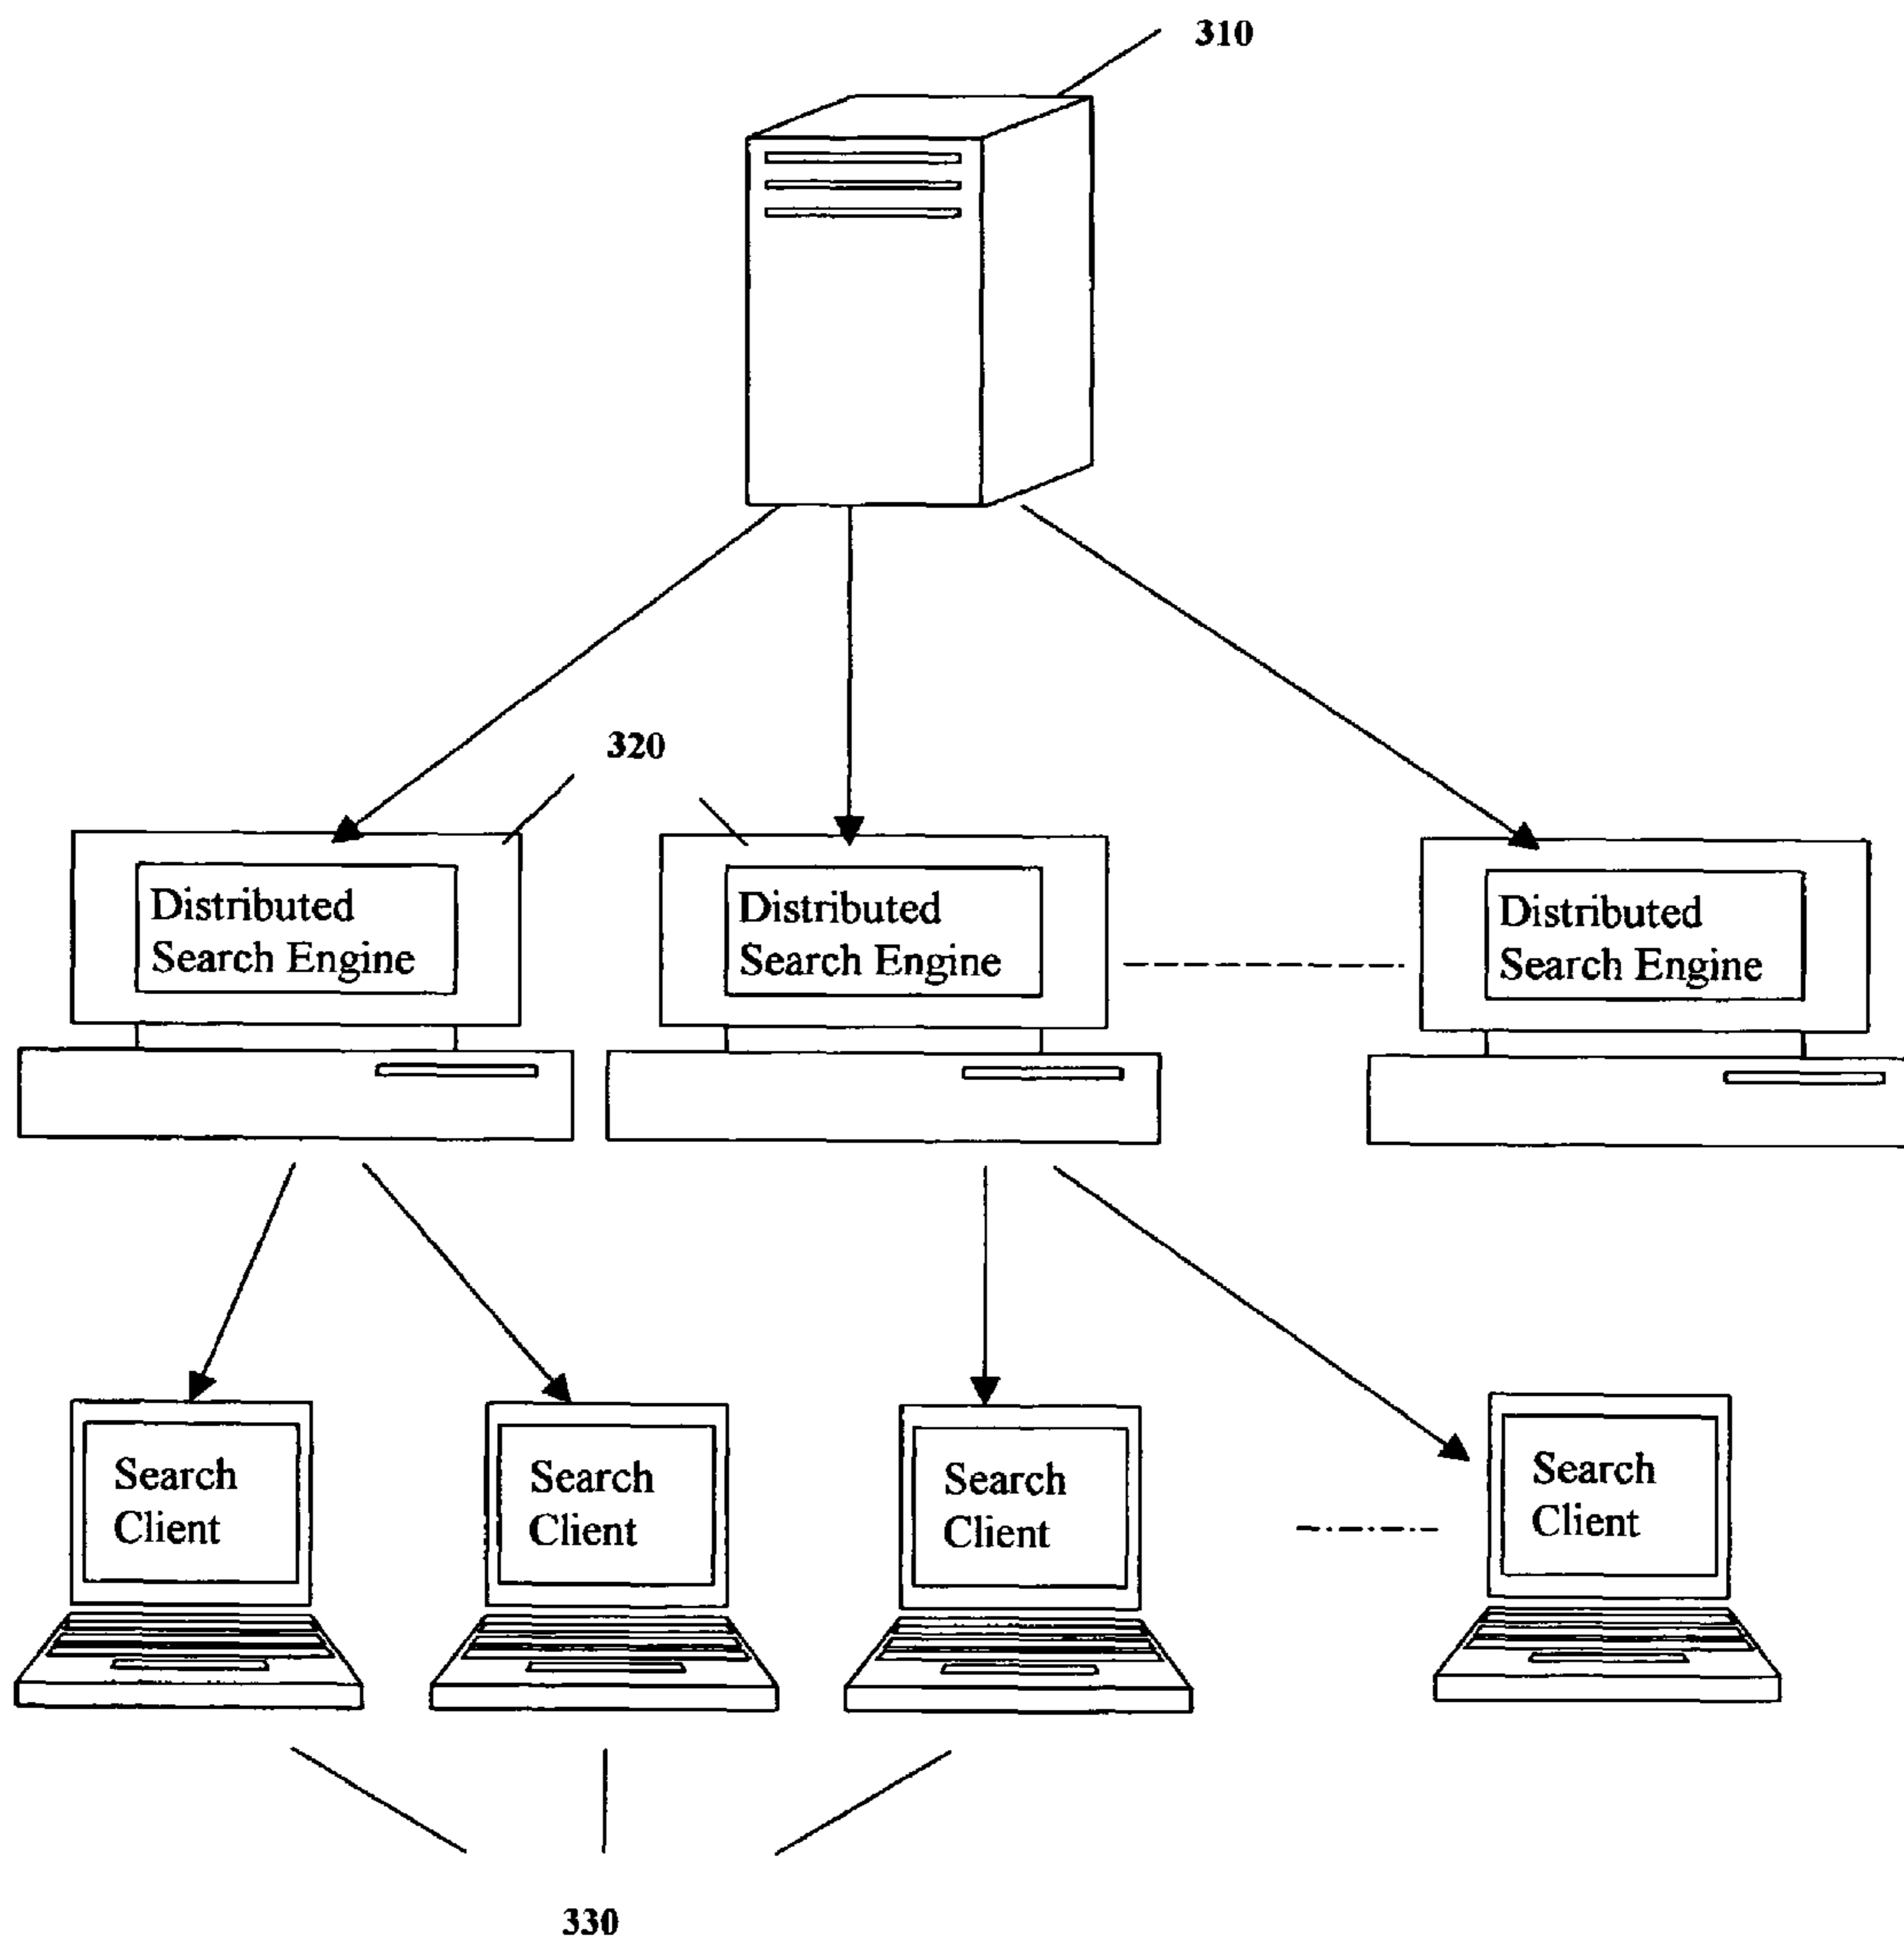 310
320
Distributed
Search Engine
Distributed
Search Engine
Distributed
Search Engine
Search
Client
Search
Client
Search
Client
Search
Client
330